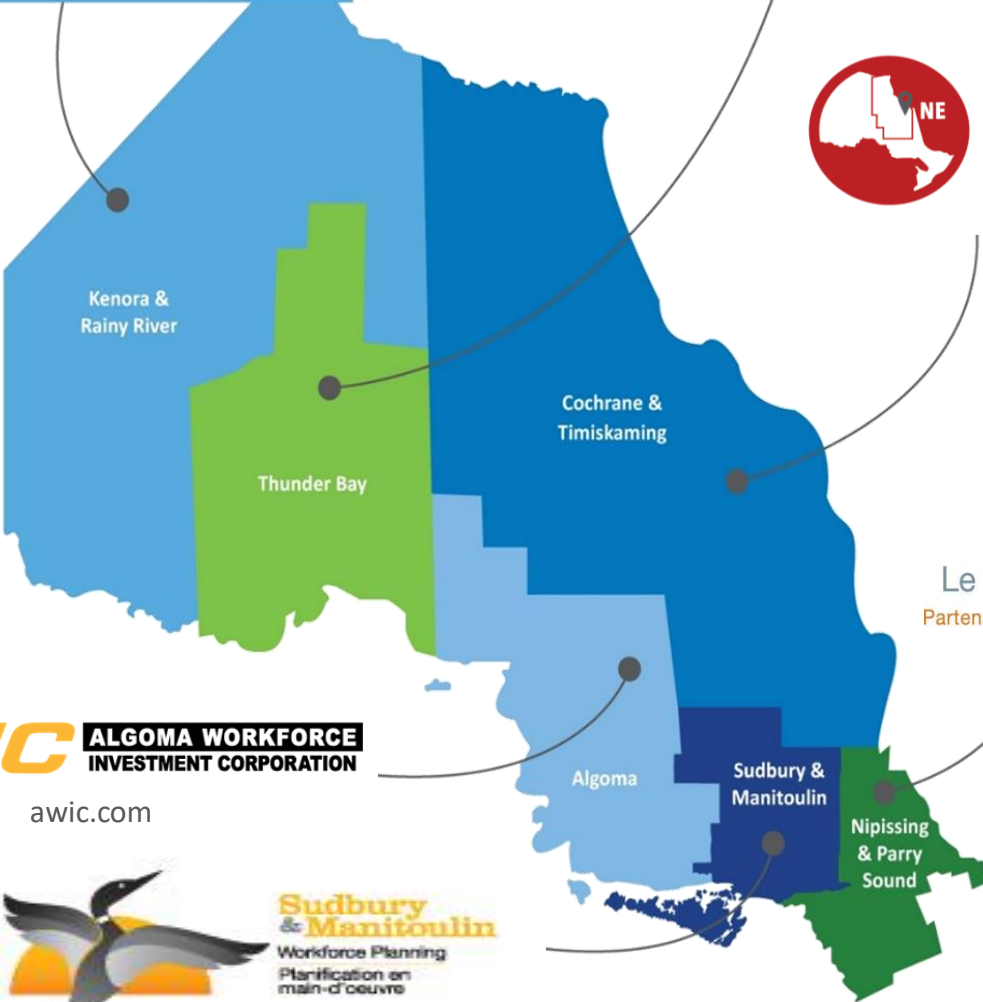 NE
Kenora &
Rainy River
Cochrane &
Timiskaming
Thunder Bay
Le
Parten
ALGOMA WORKFORCE
INVESTMENT CORPORATION
awic.com
Algoma
Sudbury &
Manitoulin
Nipissing
& Parry
Sound
Sudbury
& Manitoulin
Workforce Planning
Planification en
main-d'oeuvre